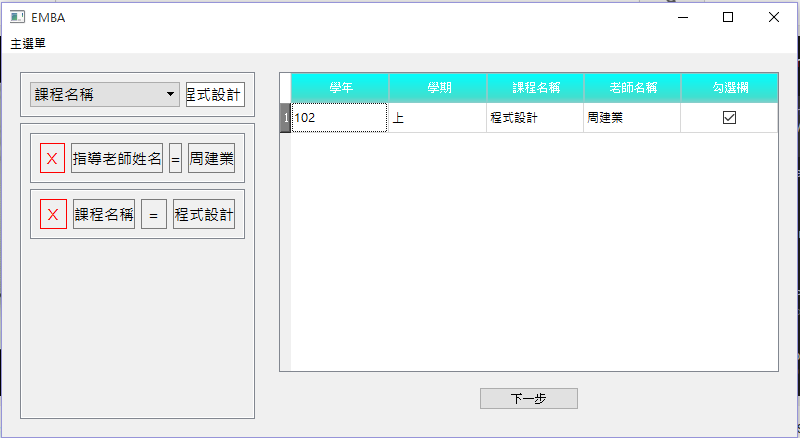 EMBA
主選單
課程名稱 程式設計
X 指導老師姓名 = 周建業
X 課程名稱 = 程式設計
學年 學期 課程名稱 老師名稱 勾選欄
1 102 上 程式設計 周建業
下一步